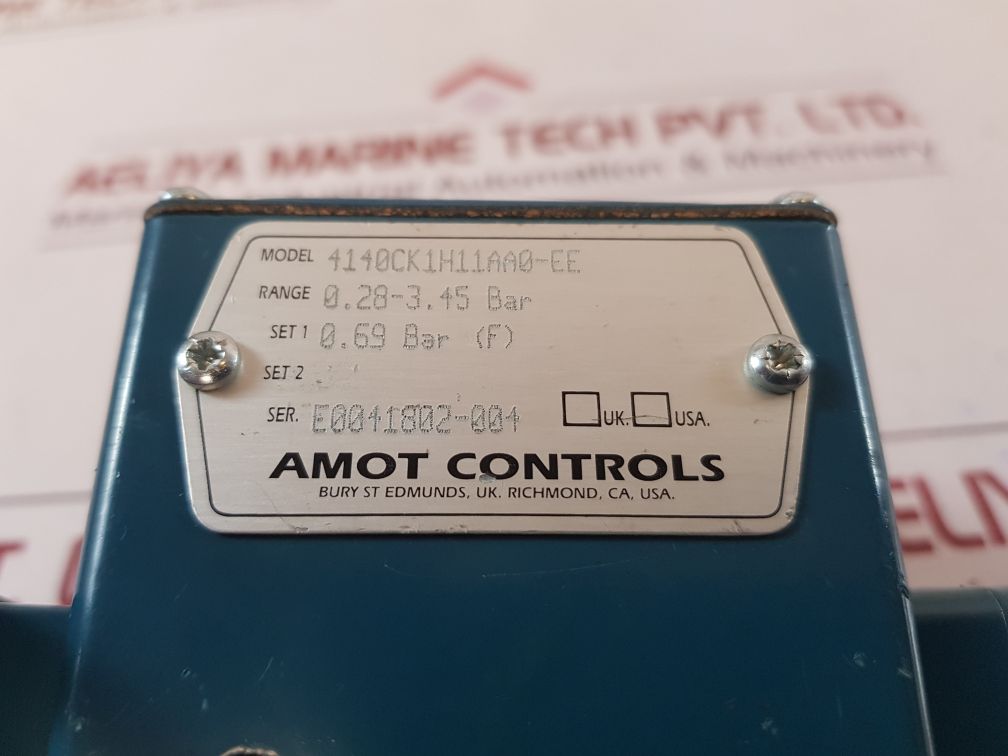 AELIYA MARINE TECH PVT. LTD.
Automation & Machinery
MODEL 4140CK1H11AA0-EE
RANGE 0.28-3.45 Bar
SET 1 0.69 Bar (F)
SET 2
SER. E0041802-004 UK. USA.
AMOT CONTROLS
BURY ST EDMUNDS, UK. RICHMOND, CA, USA.